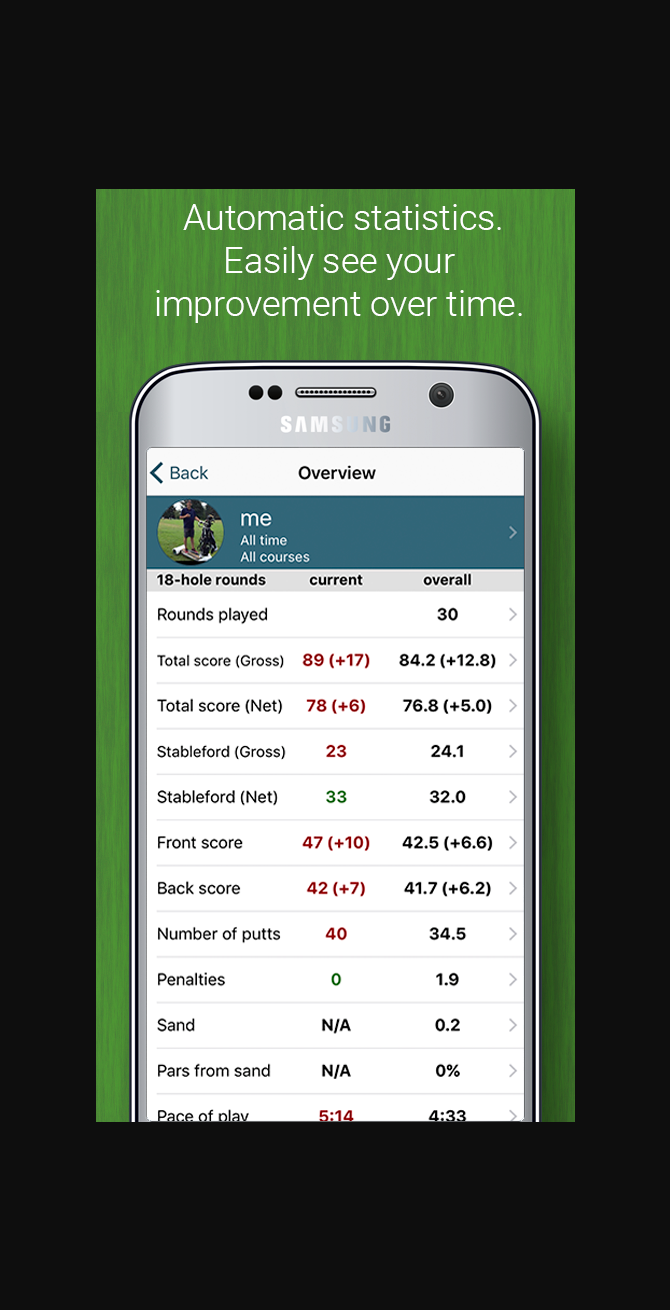 Automatic statistics.
Easily see your
improvement over time.
SAMSUNG
Back Overview
me
All time
All courses
18-hole rounds current overall
Rounds played 30
Total score (Gross) 89 (+17) 84.2 (+12.8)
Total score (Net) 78 (+6) 76.8 (+5.0)
Stableford (Gross) 23 24.1
Stableford (Net) 33 32.0
Front score 47 (+10) 42.5 (+6.6)
Back score 42 (+7) 41.7 (+6.2)
Number of putts 40 34.5
Penalties 0 1.9
Sand N/A 0.2
Pars from sand N/A 0%
Pace of play 5:14 4:33